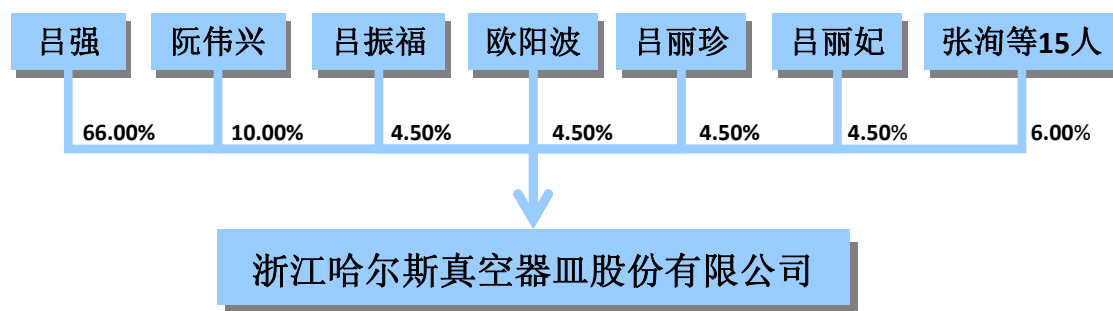 吕强 阮伟兴 吕振福 欧阳波 吕丽珍 吕丽妃 张洵等15人
66.00% 10.00% 4.50% 4.50% 4.50% 4.50% 6.00%
浙江哈尔斯真空器皿股份有限公司